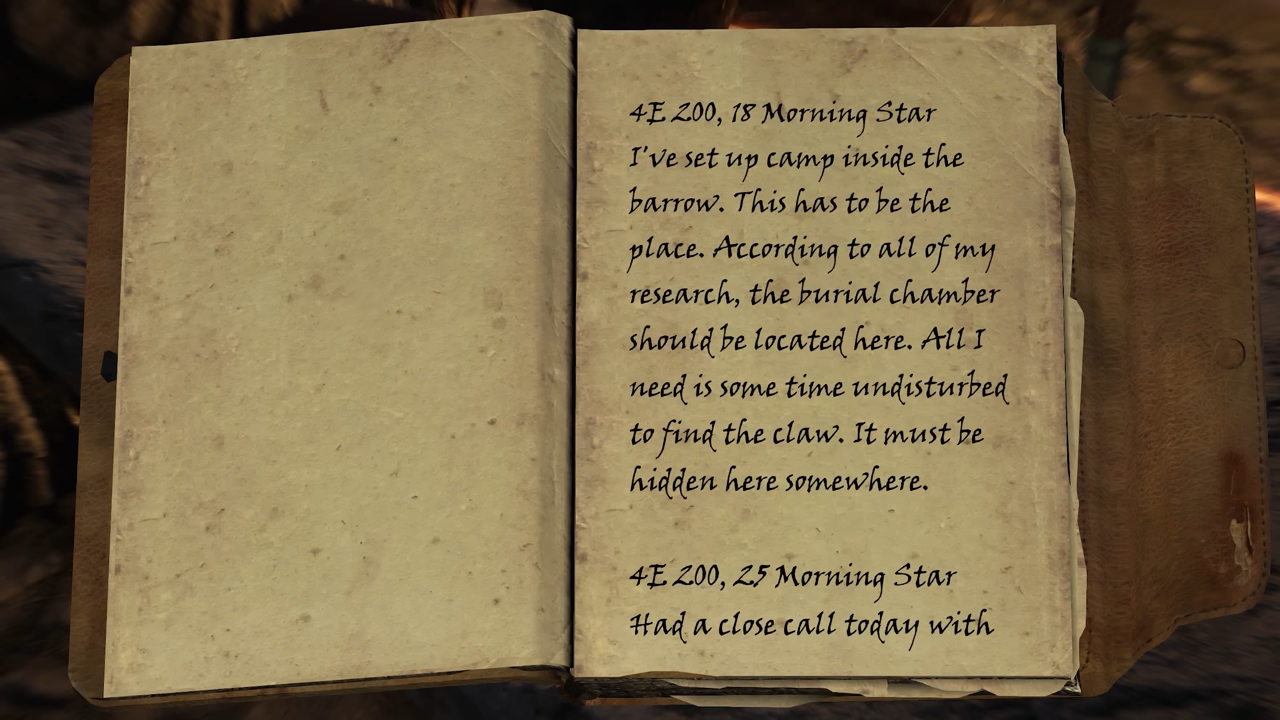 4E 200, 18 Morning Star
I've set up camp inside the
barrow. This has to be the
place. According to all of my
research, the burial chamber
should be located here. All I
need is some time undisturbed
to find the claw. It must be
hidden here somewhere.
4E 200, 25 Morning Star
Had a close call today with